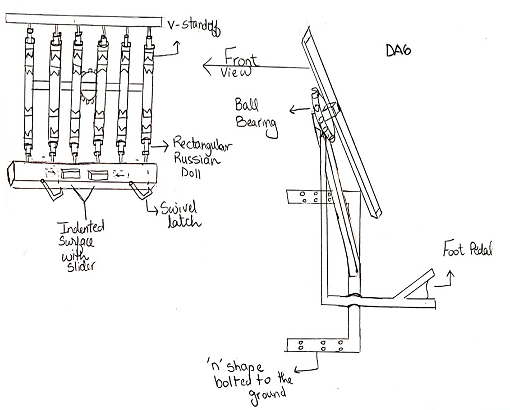 V-standoff
DA6
Front
View
Ball
Bearing
Rectangular
Russian
Doll
Swivel
latch
Indented
Surface
with
slider
Foot Pedal
'n' shape
bolted to the
ground